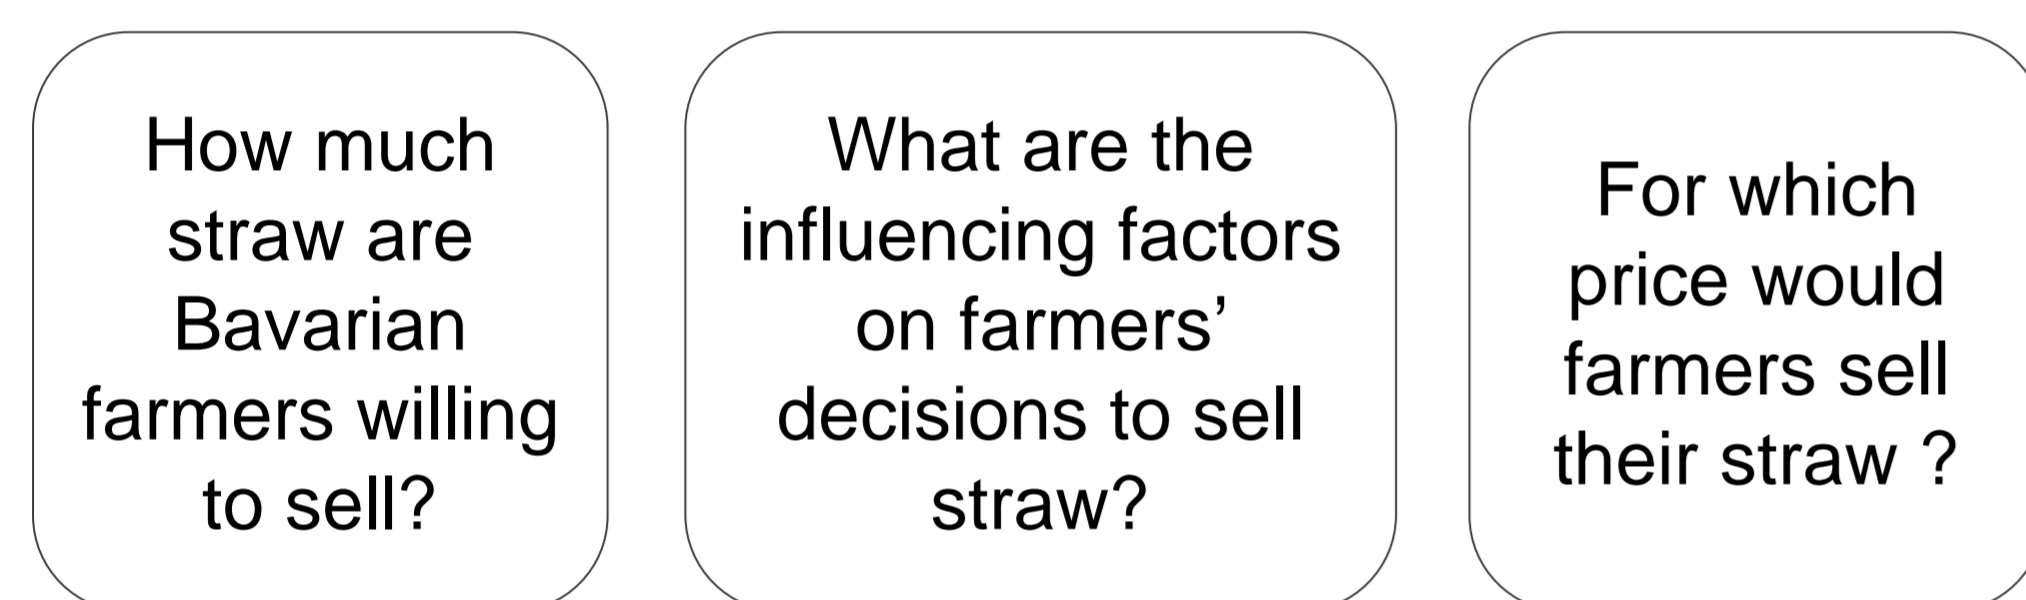 How much
straw are
Bavarian
farmers willing
to sell?
What are the
influencing factors
on farmers’
decisions to sell
straw?
For which
price would
farmers sell
their straw ?